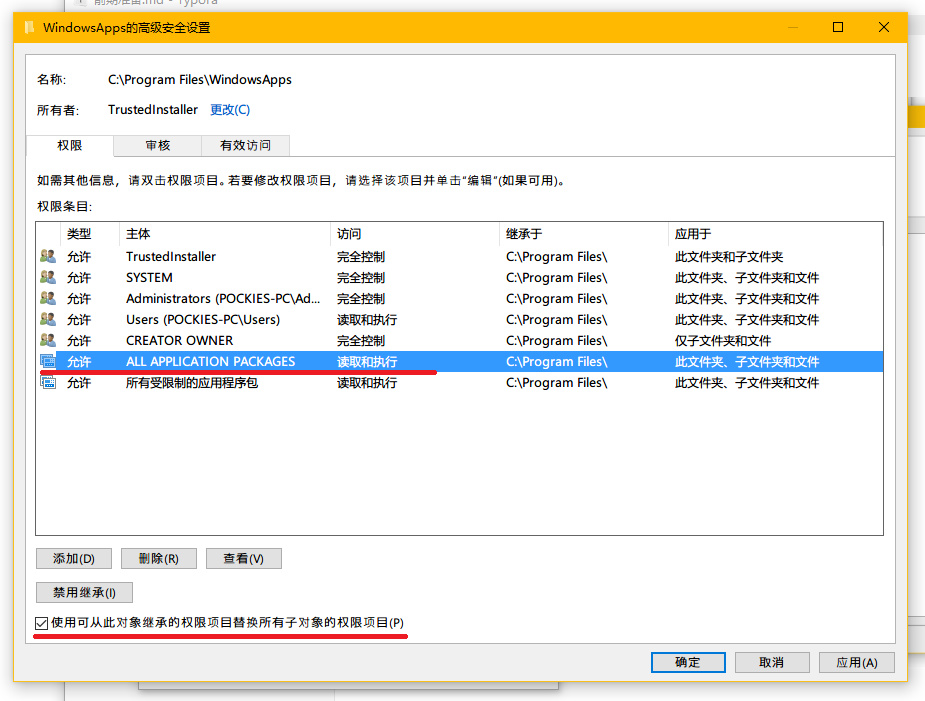 前期准备.md - Typora
WindowsApps的高级安全设置
名称: C:\Program Files\WindowsApps
所有者: TrustedInstaller 更改(C)
权限 审核 有效访问
如需其他信息，请双击权限项目。若要修改权限项目，请选择该项目并单击“编辑”(如果可用)。
权限条目:
类型 主体 访问 继承于 应用于
允许 TrustedInstaller 完全控制 C:\Program Files\ 此文件夹和子文件夹
允许 SYSTEM 完全控制 C:\Program Files\ 此文件夹、子文件夹和文件
允许 Administrators (POCKIES-PC\Ad... 完全控制 C:\Program Files\ 此文件夹、子文件夹和文件
允许 Users (POCKIES-PC\Users) 读取和执行 C:\Program Files\ 此文件夹、子文件夹和文件
允许 CREATOR OWNER 完全控制 C:\Program Files\ 仅子文件夹和文件
允许 ALL APPLICATION PACKAGES 读取和执行 C:\Program Files\ 此文件夹、子文件夹和文件
允许 所有受限制的应用程序包 读取和执行 C:\Program Files\ 此文件夹、子文件夹和文件
添加(D) 删除(R) 查看(V)
禁用继承(I)
使用可从此对象继承的权限项目替换所有子对象的权限项目(P)
确定 取消 应用(A)